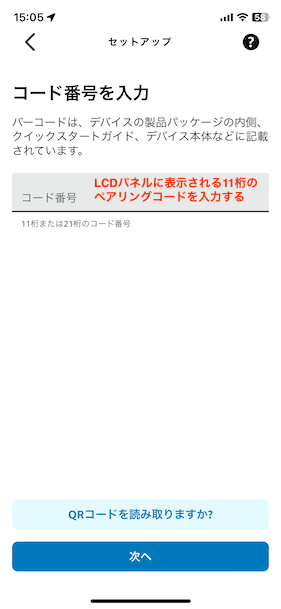 15:05
58
セットアップ
?
コード番号を入力
バーコードは、デバイスの製品パッケージの内側、
クイックスタートガイド、デバイス本体などに記載
されています。
LCDパネルに表示される11桁の
コード番号 ペアリングコードを入力する
11桁または21桁のコード番号
QRコードを読み取りますか?
次へ